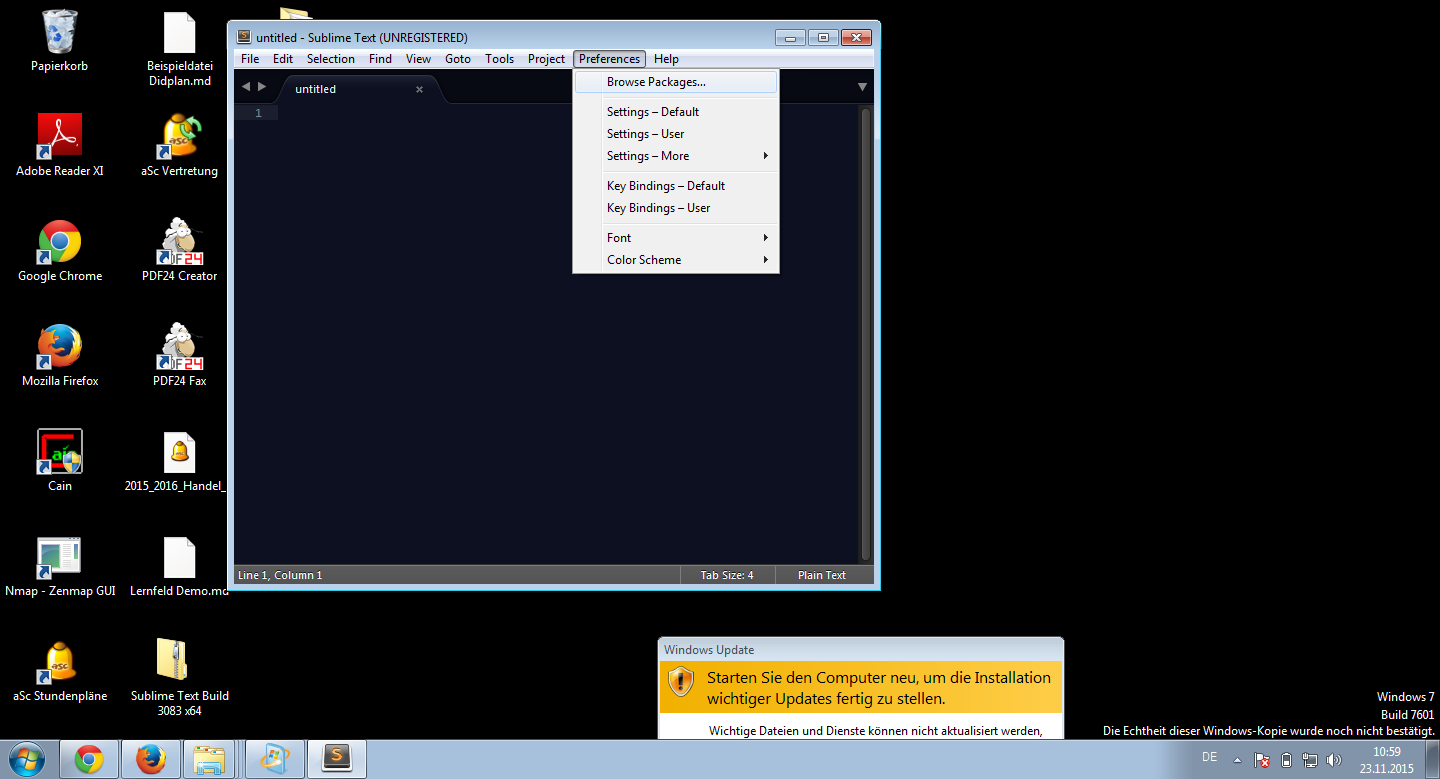 Papierkorb
Beispieldatei
Didplan.md
Adobe Reader XI
aSc Vertretung
Google Chrome
PDF24 Creator
Mozilla Firefox
PDF24 Fax
Cain
2015_2016_Handel_
Nmap - Zenmap GUI
Lernfeld Demo.md
aSc Stundenpläne
Sublime Text Build
3083 x64
untitled - Sublime Text (UNREGISTERED)
File Edit Selection Find View Goto Tools Project Preferences Help
untitled
1
Browse Packages...
Settings – Default
Settings – User
Settings – More
Key Bindings – Default
Key Bindings – User
Font
Color Scheme
Line 1, Column 1
Tab Size: 4
Plain Text
Windows Update
Starten Sie den Computer neu, um die Installation
wichtiger Updates fertig zu stellen.
Wichtige Dateien und Dienste können nicht aktualisiert werden,
Windows 7
Build 7601
Die Echtheit dieser Windows-Kopie wurde noch nicht bestätigt.
DE
10:59
23.11.2015